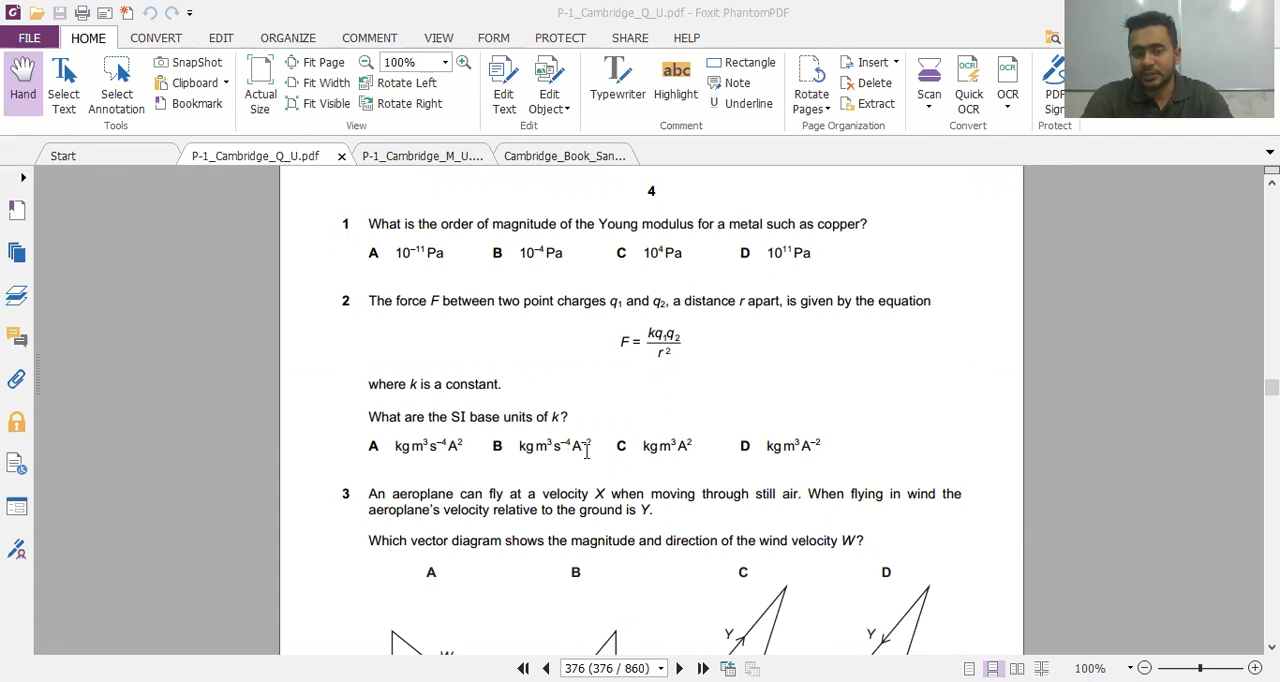 P-1_Cambridge_Q_U.pdf - Foxit PhantomPDF
FILE HOME CONVERT EDIT ORGANIZE COMMENT VIEW FORM PROTECT SHARE HELP
Hand
Select Text
Select Annotation
SnapShot
Clipboard
Bookmark
Tools
Actual Size
Fit Page
Fit Width
Fit Visible
100%
Rotate Left
Rotate Right
View
Edit Text
Edit Object
Edit
Typewriter
Highlight
Rectangle
Note
Underline
Comment
Rotate Pages
Insert
Delete
Extract
Page Organization
Scan
Quick OCR
OCR
Convert
PDF Sign
Protect
Start P-1_Cambridge_Q_U.pdf P-1_Cambridge_M_U.... Cambridge_Book_San...
4
1 What is the order of magnitude of the Young modulus for a metal such as copper?
A 10⁻¹¹ Pa B 10⁻⁴ Pa C 10⁴ Pa D 10¹¹ Pa
2 The force F between two point charges q₁ and q₂, a distance r apart, is given by the equation
F = kq₁q₂ / r²
where k is a constant.
What are the SI base units of k?
A kg m³ s⁻⁴ A² B kg m³ s⁻⁴ A⁻² C kg m³ A² D kg m³ A⁻²
3 An aeroplane can fly at a velocity X when moving through still air. When flying in wind the
aeroplane's velocity relative to the ground is Y.
Which vector diagram shows the magnitude and direction of the wind velocity W?
A B C D
Y Y
376 (376 / 860) 100%